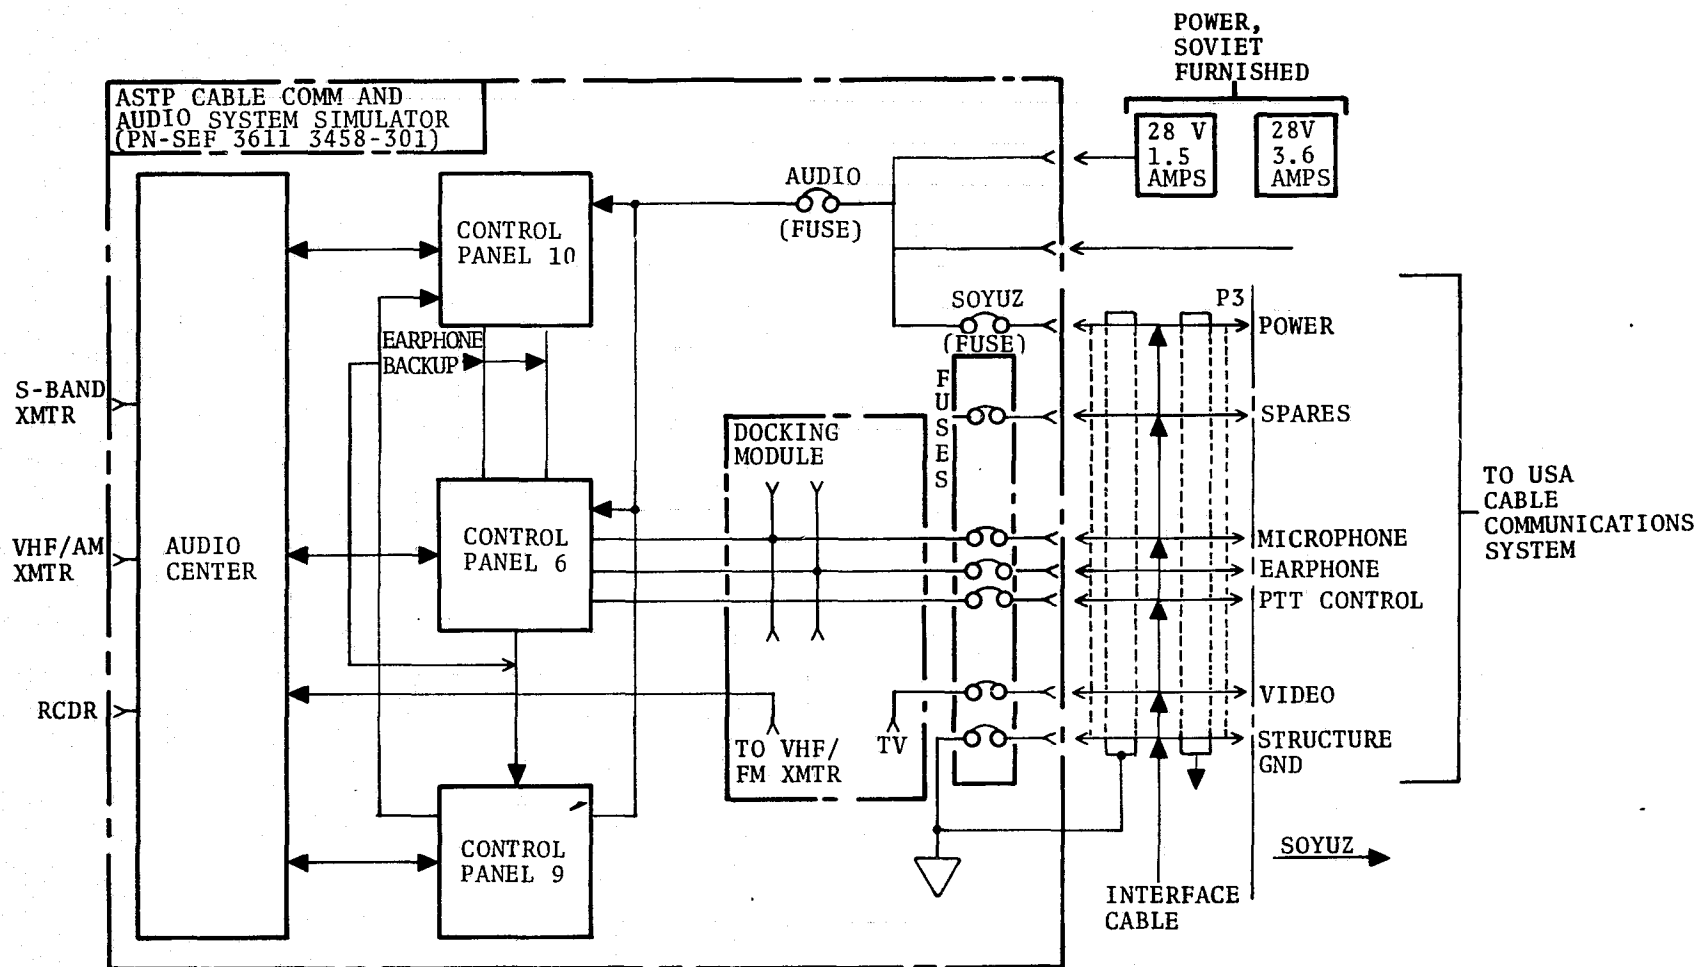 POWER,
SOVIET
FURNISHED
ASTP CABLE COMM AND
AUDIO SYSTEM SIMULATOR
(PN-SEF 3611 3458-301)
28 V
1.5
AMPS
28V
3.6
AMPS
AUDIO
(FUSE)
CONTROL
PANEL 10
SOYUZ
(FUSE)
P3
POWER
EARPHONE
BACKUP
S-BAND
XMTR
FUSES
SPARES
DOCKING
MODULE
TO USA
CABLE
COMMUNICATIONS
SYSTEM
VHF/AM
XMTR
AUDIO
CENTER
CONTROL
PANEL 6
MICROPHONE
EARPHONE
PTT CONTROL
RCDR
VIDEO
TO VHF/
FM XMTR
TV
STRUCTURE
GND
CONTROL
PANEL 9
SOYUZ
INTERFACE
CABLE